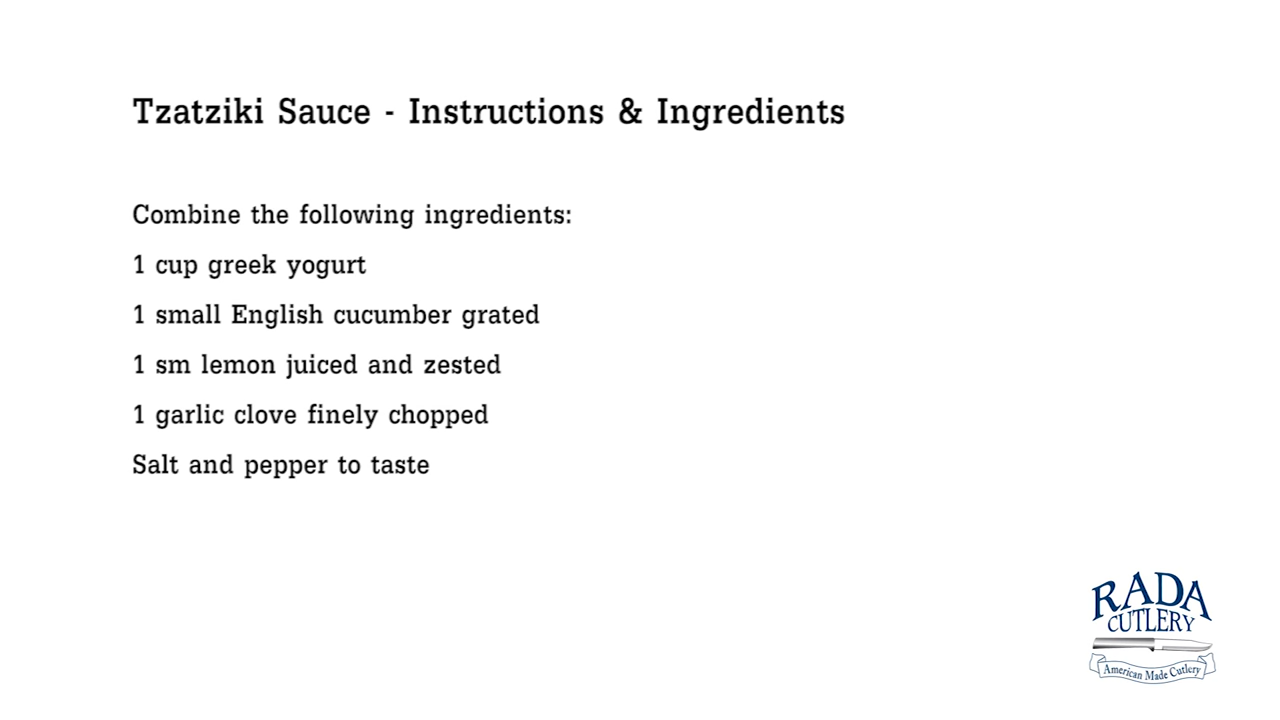 Tzatziki Sauce - Instructions & Ingredients
Combine the following ingredients:
1 cup greek yogurt
1 small English cucumber grated
1 sm lemon juiced and zested
1 garlic clove finely chopped
Salt and pepper to taste
RADA
CUTLERY
American Made Cutlery